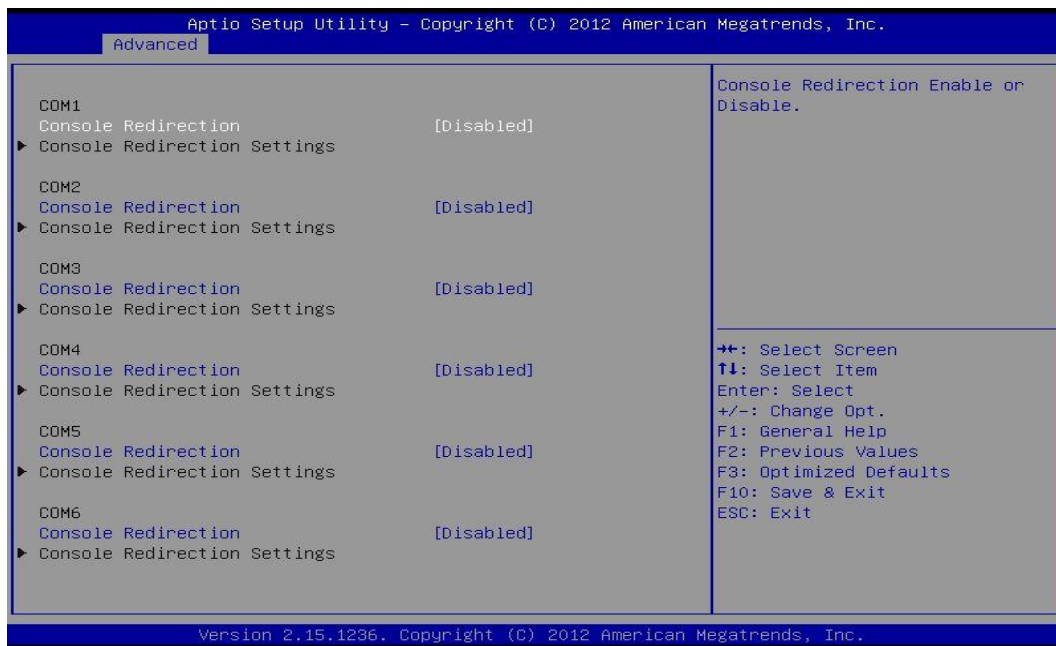 Aptio Setup Utility – Copyright (C) 2012 American Megatrends, Inc.
Advanced
COM1
Console Redirection [Disabled]
▶ Console Redirection Settings
COM2
Console Redirection [Disabled]
▶ Console Redirection Settings
COM3
Console Redirection [Disabled]
▶ Console Redirection Settings
COM4
Console Redirection [Disabled]
▶ Console Redirection Settings
COM5
Console Redirection [Disabled]
▶ Console Redirection Settings
COM6
Console Redirection [Disabled]
▶ Console Redirection Settings
Console Redirection Enable or
Disable.
→←: Select Screen
↑↓: Select Item
Enter: Select
+/-: Change Opt.
F1: General Help
F2: Previous Values
F3: Optimized Defaults
F10: Save & Exit
ESC: Exit
Version 2.15.1236. Copyright (C) 2012 American Megatrends, Inc.